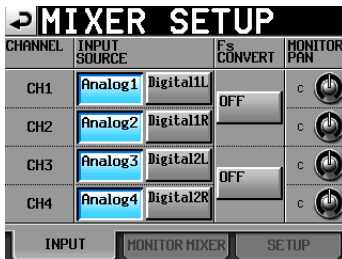 MIXER SETUP
CHANNEL INPUT SOURCE Fs CONVERT MONITOR PAN
CH1 Analog1 Digital1L OFF C
CH2 Analog2 Digital1R C
CH3 Analog3 Digital2L OFF C
CH4 Analog4 Digital2R C
INPUT MONITOR MIXER SETUP